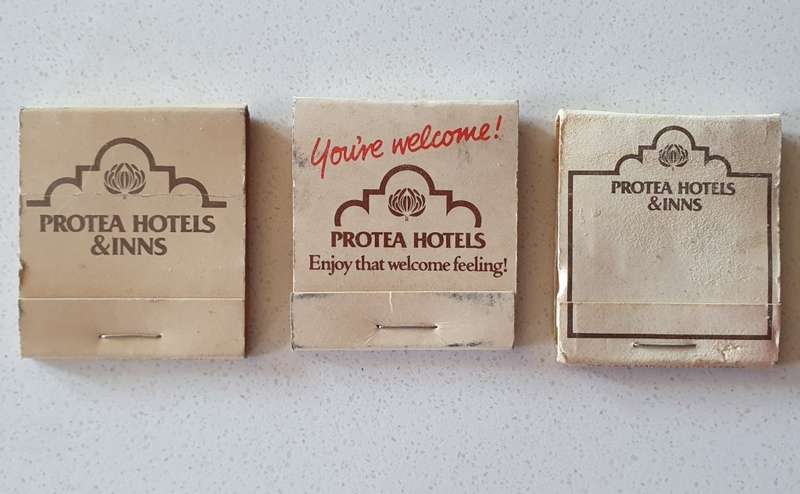 PROTEA HOTELS
&INNS
You're welcome!
PROTEA HOTELS
Enjoy that welcome feeling!
PROTEA HOTELS
&INNS